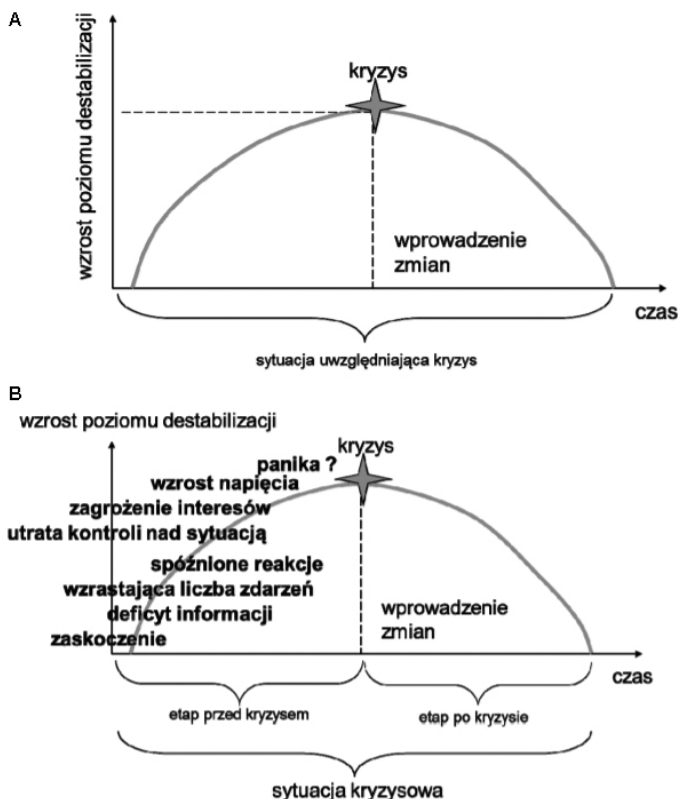 A
wzrost poziomu destabilizacji
kryzys
wprowadzenie
zmian
czas
sytuacja uwzględniająca kryzys
B
wzrost poziomu destabilizacji
kryzys
panika ?
wzrost napięcia
zagrożenie interesów
utrata kontroli nad sytuacją
spóźnione reakcje
wzrastająca liczba zdarzeń
deficyt informacji
zaskoczenie
wprowadzenie
zmian
czas
etap przed kryzysem
etap po kryzysie
sytuacja kryzysowa